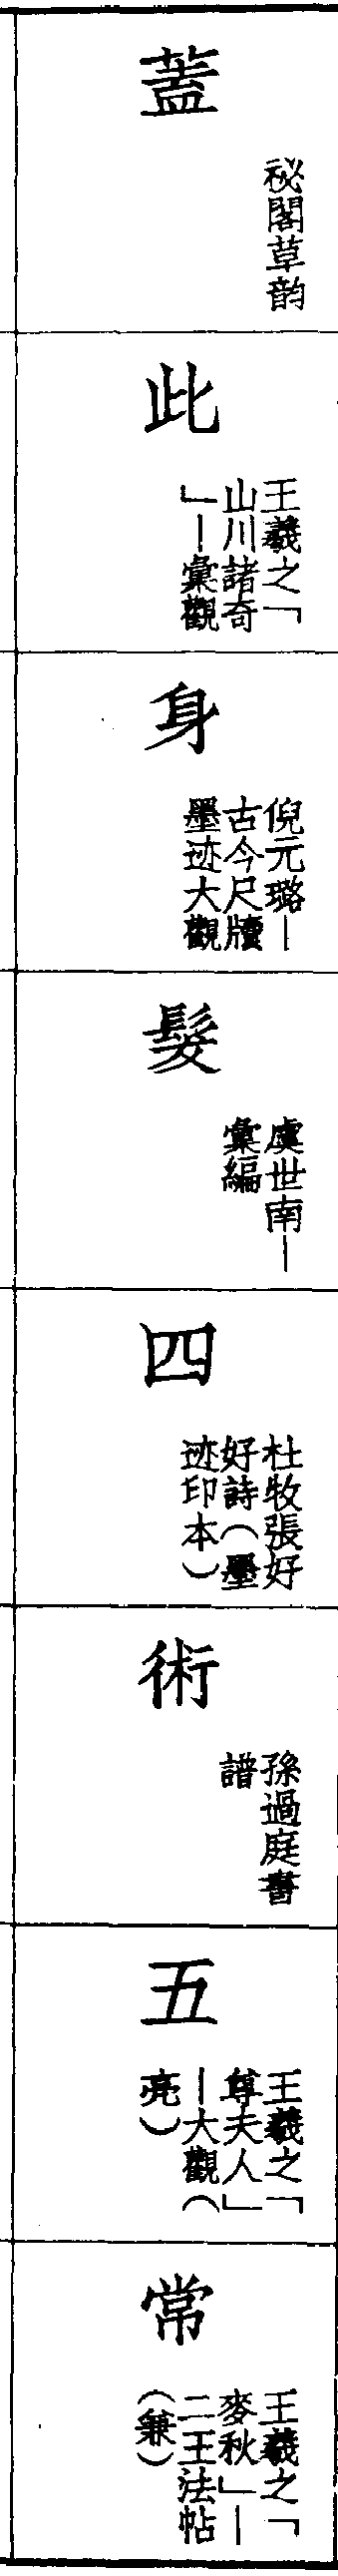 蓋
秘閣草韵
此
王羲之「
山川諸奇
」—彙觀
身
倪元璐—
古今尺牘
墨迹大觀
髮
虞世南—
彙編
四
杜牧張好
好詩（墨
迹印本）
術
孫過庭書
譜
五
王羲之「
尊夫人」
—大觀（
亮）
常
王羲之「
麥秋」—
二王法帖
（兼）